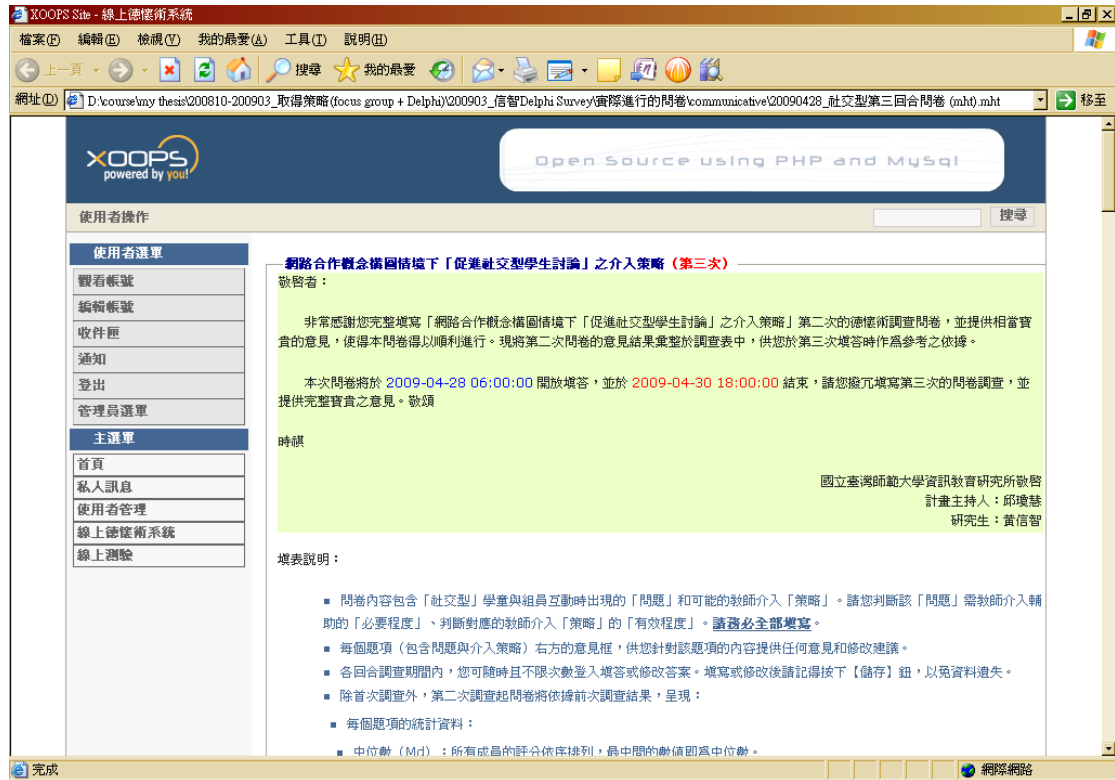 XOOPS Site - 線上德懷術系統
檔案(F) 編輯(E) 檢視(V) 我的最愛(A) 工具(T) 說明(H)
上一頁 搜尋 我的最愛
網址(D) D:\course\my thesis\200810-200903_取得策略(focus group + Delphi)\200903_信智Delphi Survey\實際進行的問卷\communicative\20090428_社交型第三回合問卷 (mht).mht 移至
XOOPS
powered by you!
Open Source using PHP and MySql
使用者操作
搜尋
使用者選單
觀看帳號
編輯帳號
收件匣
通知
登出
管理員選單
主選單
首頁
私人訊息
使用者管理
線上德懷術系統
線上測驗
網路合作概念構圖情境下「促進社交型學生討論」之介入策略（第三次）
敬啓者：
非常感謝您完整填寫「網路合作概念構圖情境下「促進社交型學生討論」之介入策略」第二次的德懷術調查問卷，並提供相當寶
貴的意見，使得本問卷得以順利進行。現將第二次問卷的意見結果彙整於調查表中，供您於第三次填答時作爲參考之依據。
本次問卷將於 2009-04-28 06:00:00 開放填答，並於 2009-04-30 18:00:00 結束，請您撥冗填寫第三次的問卷調查，並
提供完整寶貴之意見。敬頌
時祺
國立臺灣師範大學資訊教育研究所敬啓
計畫主持人：邱瓊慧
研究生：黃信智
填表說明：
■ 問卷內容包含「社交型」學童與組員互動時出現的「問題」和可能的教師介入「策略」。請您判斷該「問題」需教師介入輔
助的「必要程度」、判斷對應的教師介入「策略」的「有效程度」。請務必全部填寫。
■ 每個題項（包含問題與介入策略）右方的意見框，供您針對該題項的內容提供任何意見和修改建議。
■ 各回合調查期間內，您可隨時且不限次數登入填答或修改答案。填寫或修改後請記得按下【儲存】鈕，以免資料遺失。
■ 除首次調查外，第二次調查起問卷將依據前次調查結果，呈現：
■ 每個題項的統計資料：
■ 中位數（Md）：所有成員的評分依序排列，最中間的數值即爲中位數。
完成
網際網路